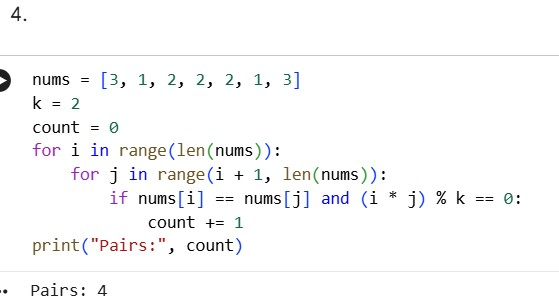 4.
nums = [3, 1, 2, 2, 2, 1, 3]
k = 2
count = 0
for i in range(len(nums)):
    for j in range(i + 1, len(nums)):
        if nums[i] == nums[j] and (i * j) % k == 0:
            count += 1
print("Pairs:", count)
Pairs: 4